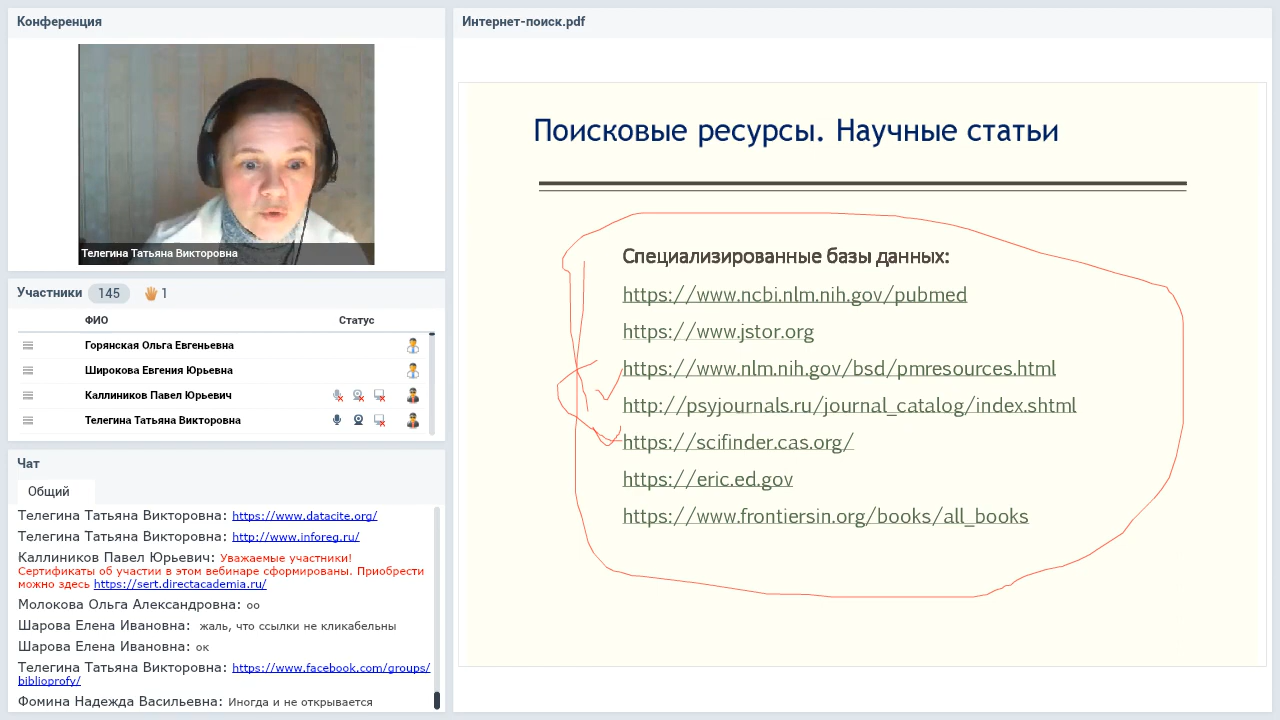 Конференция
Телегина Татьяна Викторовна
Участники 145 1
ФИО Статус
Горянская Ольга Евгеньевна
Широкова Евгения Юрьевна
Каллиников Павел Юрьевич
Телегина Татьяна Викторовна
Чат
Общий
Телегина Татьяна Викторовна: https://www.datacite.org/
Телегина Татьяна Викторовна: http://www.inforeg.ru/
Каллиников Павел Юрьевич: Уважаемые участники!
Сертификаты об участии в этом вебинаре сформированы. Приобрести
можно здесь https://sert.directacademia.ru/
Молокова Ольга Александровна: оо
Шарова Елена Ивановна: жаль, что ссылки не кликабельны
Шарова Елена Ивановна: ок
Телегина Татьяна Викторовна: https://www.facebook.com/groups/
biblioprofy/
Фомина Надежда Васильевна: Иногда и не открывается
Интернет-поиск.pdf
Поисковые ресурсы. Научные статьи
Специализированные базы данных:
https://www.ncbi.nlm.nih.gov/pubmed
https://www.jstor.org
https://www.nlm.nih.gov/bsd/pmresources.html
http://psyjournals.ru/journal_catalog/index.shtml
https://scifinder.cas.org/
https://eric.ed.gov
https://www.frontiersin.org/books/all_books